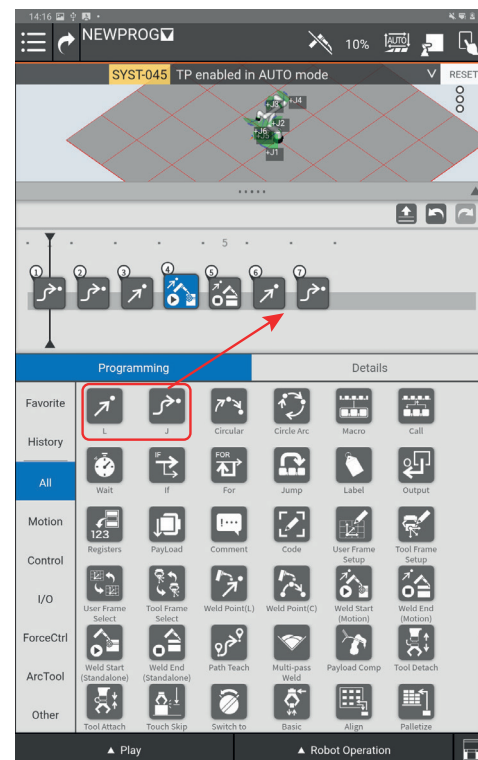 14:16
NEWPROG
10%
AUTO
SYST-045 TP enabled in AUTO mode
RESET
+J3 +J4
+J2
+J6
+J1
5
1 2 3 4 5 6 7
Programming Details
Favorite
History
All
Motion
Control
I/O
ForceCtrl
ArcTool
Other
L J Circular Circle Arc Macro Call
IF FOR
Wait If For Jump Label Output
123
Registers PayLoad Comment Code User Frame Setup Tool Frame Setup
User Frame Select Tool Frame Select Weld Point(L) Weld Point(C) Weld Start (Motion) Weld End (Motion)
Weld Start (Standalone) Weld End (Standalone) Path Teach Multi-pass Weld Payload Comp Tool Detach
Tool Attach Touch Skip Switch to Basic Align Palletize
▲ Play ▲ Robot Operation